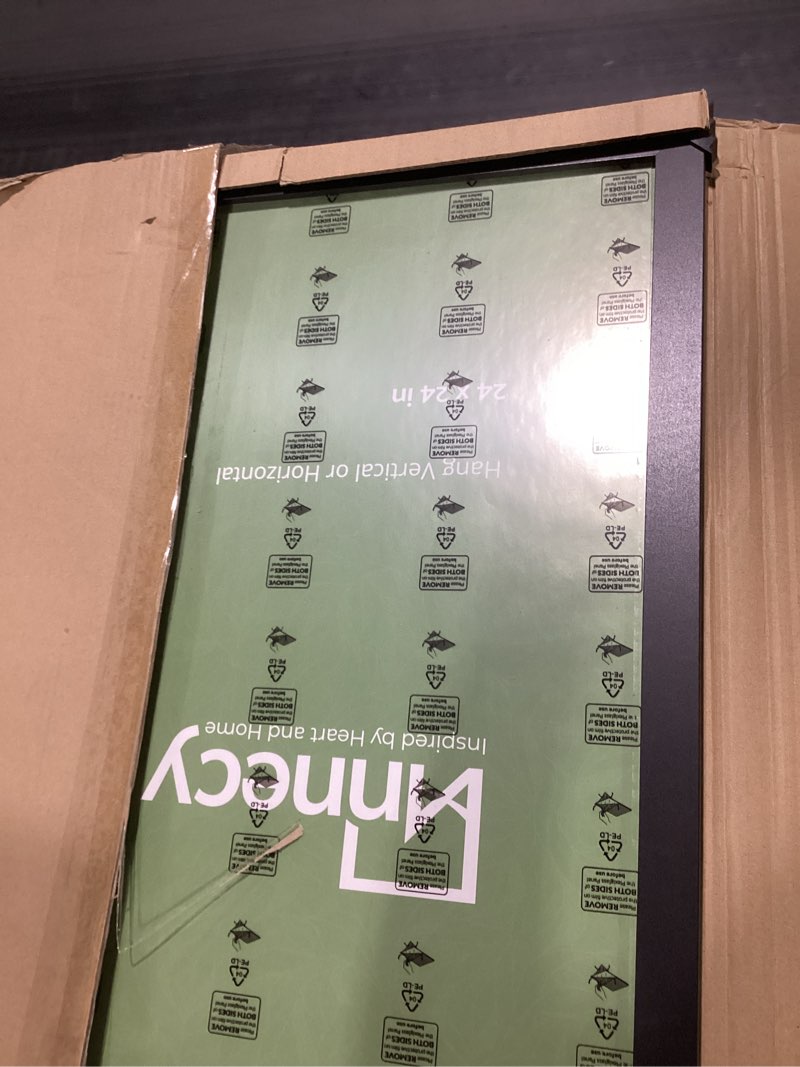 Annecy
Inspired by Heart and Home
Hang Vertical or Horizontal
24 x 24 in
Please REMOVE
the protective film on
BOTH SIDES of
the Plexiglass Panel
before use
04
PE-LD